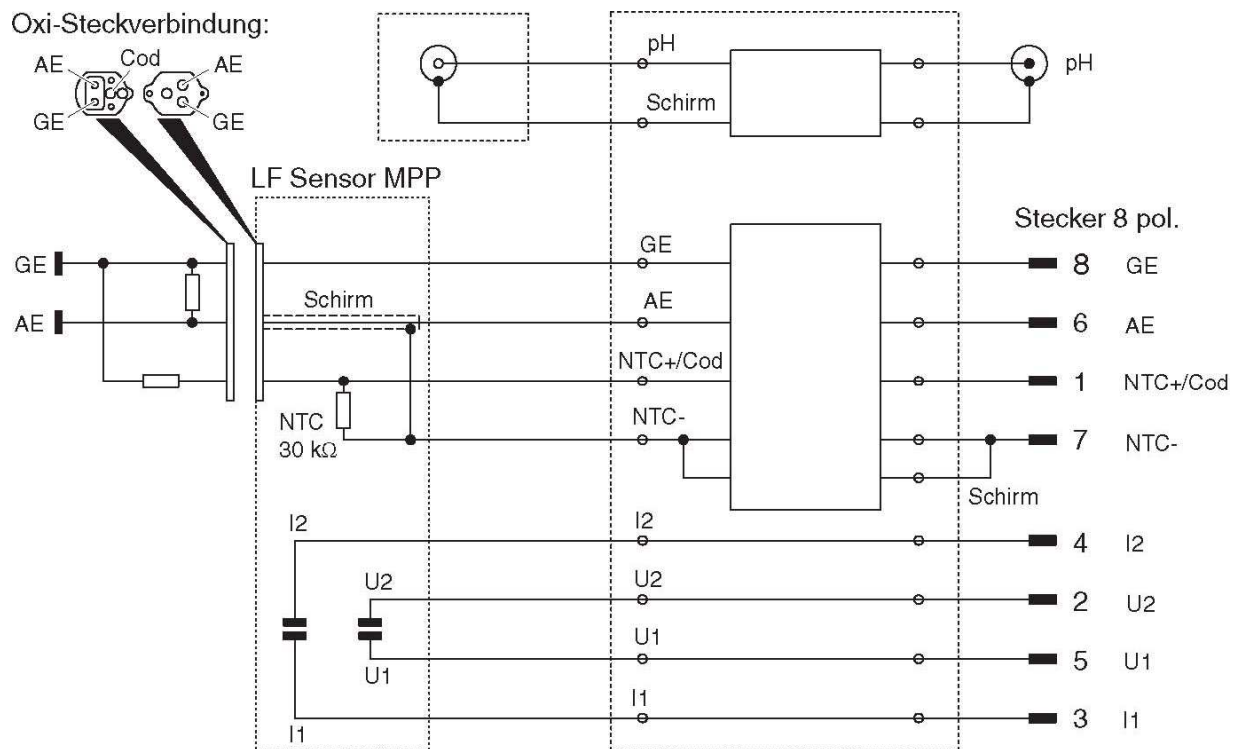 Oxi-Steckverbindung:
AE
Cod
AE
GE
GE
pH
Schirm
pH
LF Sensor MPP
Stecker 8 pol.
GE
GE
8 GE
AE
Schirm
AE
6 AE
NTC+/Cod
1 NTC+/Cod
NTC
30 kΩ
NTC-
7 NTC-
Schirm
I2
I2
4 I2
U2
U2
2 U2
U1
U1
5 U1
I1
I1
3 I1